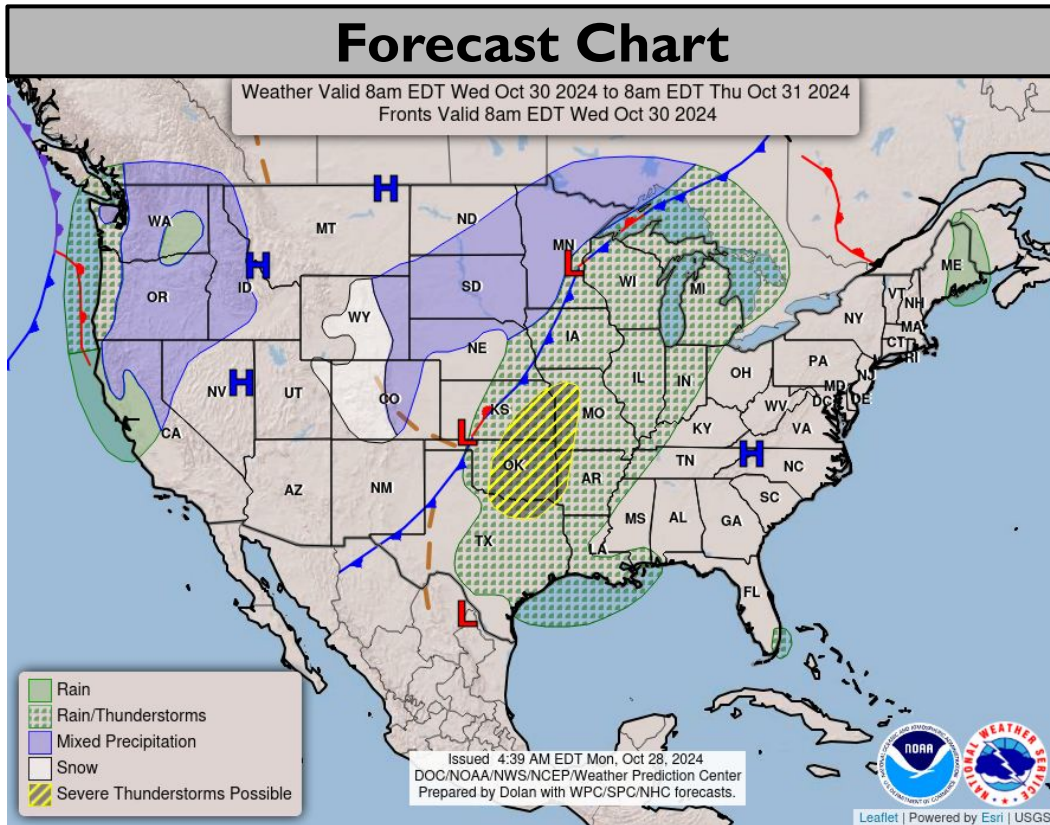 Forecast Chart
Weather Valid 8am EDT Wed Oct 30 2024 to 8am EDT Thu Oct 31 2024
Fronts Valid 8am EDT Wed Oct 30 2024
H
WA
MT
ND
MN
ME
H
L
OR
ID
SD
WI
MI
VT
NH
WY
NY
MA
CT
RI
IA
NE
PA
NJ
H
NV
UT
CO
KS
IL
IN
OH
MD
DE
DC
WV
MO
VA
CA
L
KY
H
OK
TN
NC
AZ
NM
AR
SC
MS
AL
GA
TX
LA
FL
L
Rain
Rain/Thunderstorms
Mixed Precipitation
Snow
Severe Thunderstorms Possible
Issued 4:39 AM EDT Mon, Oct 28, 2024
DOC/NOAA/NWS/NCEP/Weather Prediction Center
Prepared by Dolan with WPC/SPC/NHC forecasts.
NOAA
NATIONAL WEATHER SERVICE
Leaflet | Powered by Esri | USGS